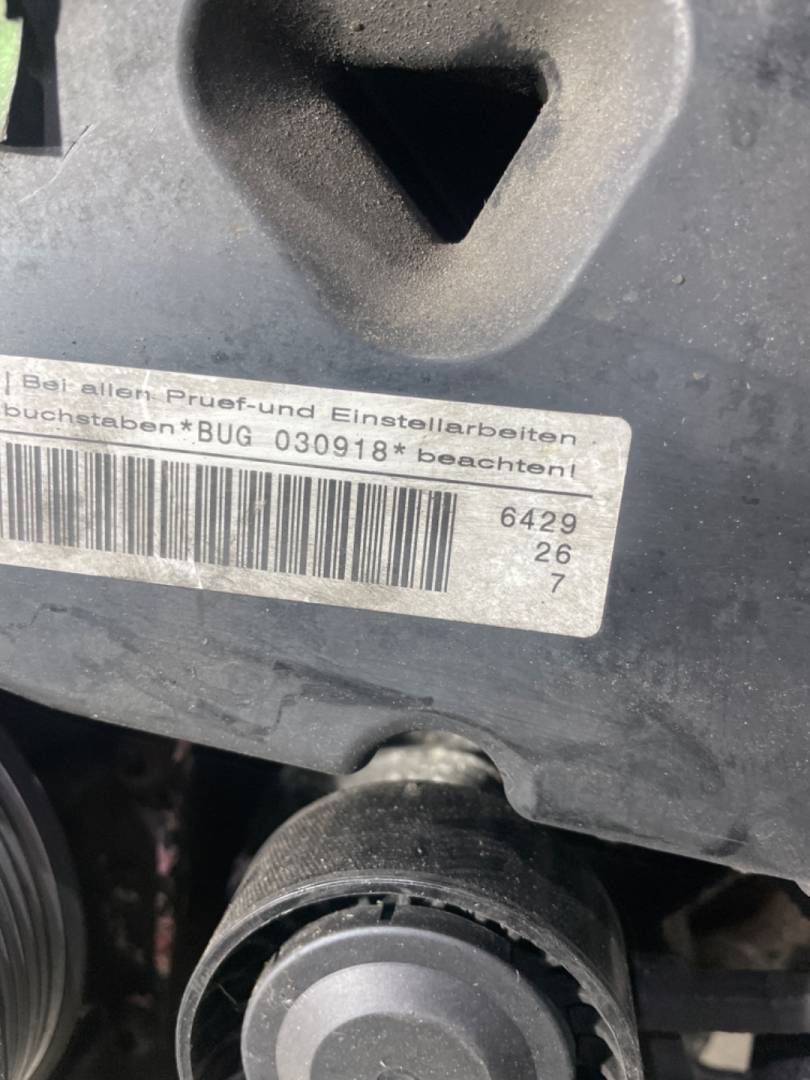 Bei allen Pruef-und Einstellarbeiten
buchstaben*BUG 030918* beachten!
6429
26
7